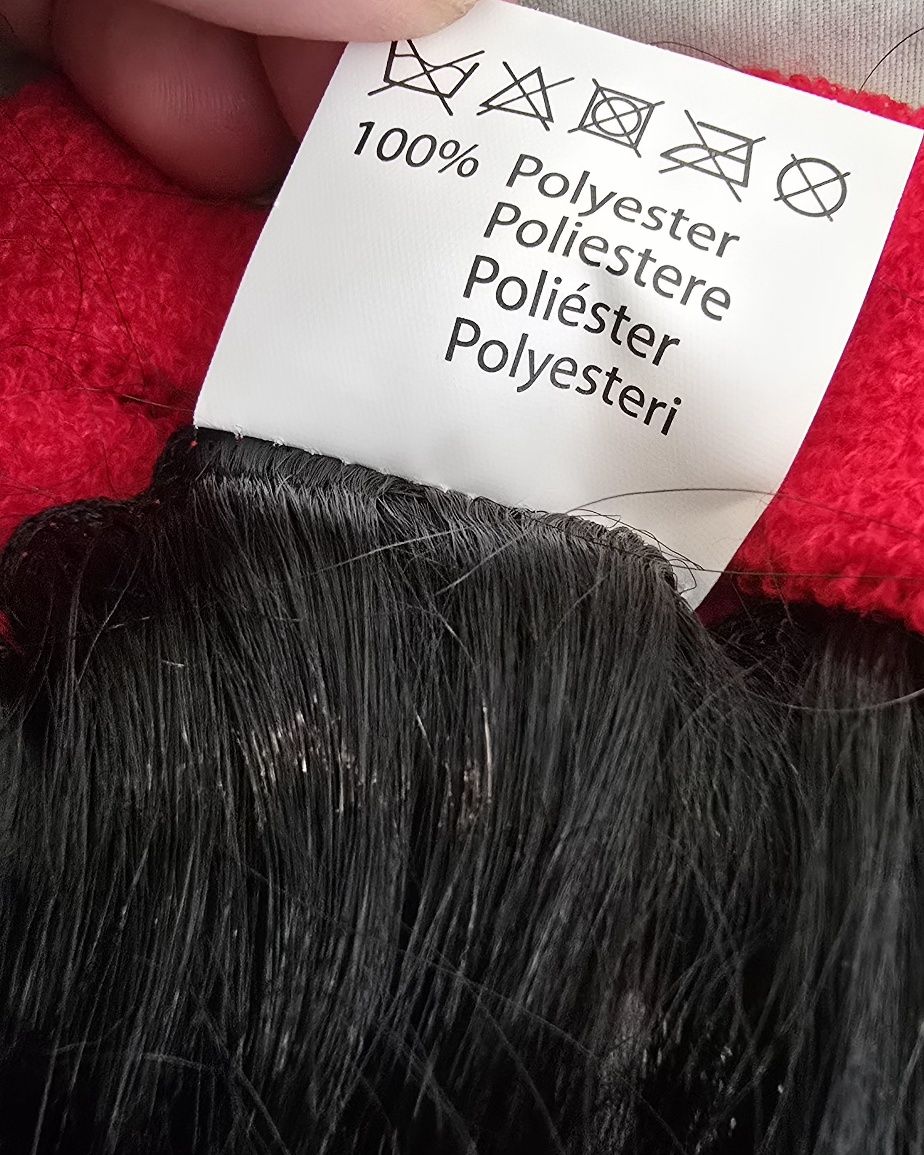 100% Polyester
Poliestere
Poliéster
Polyesteri